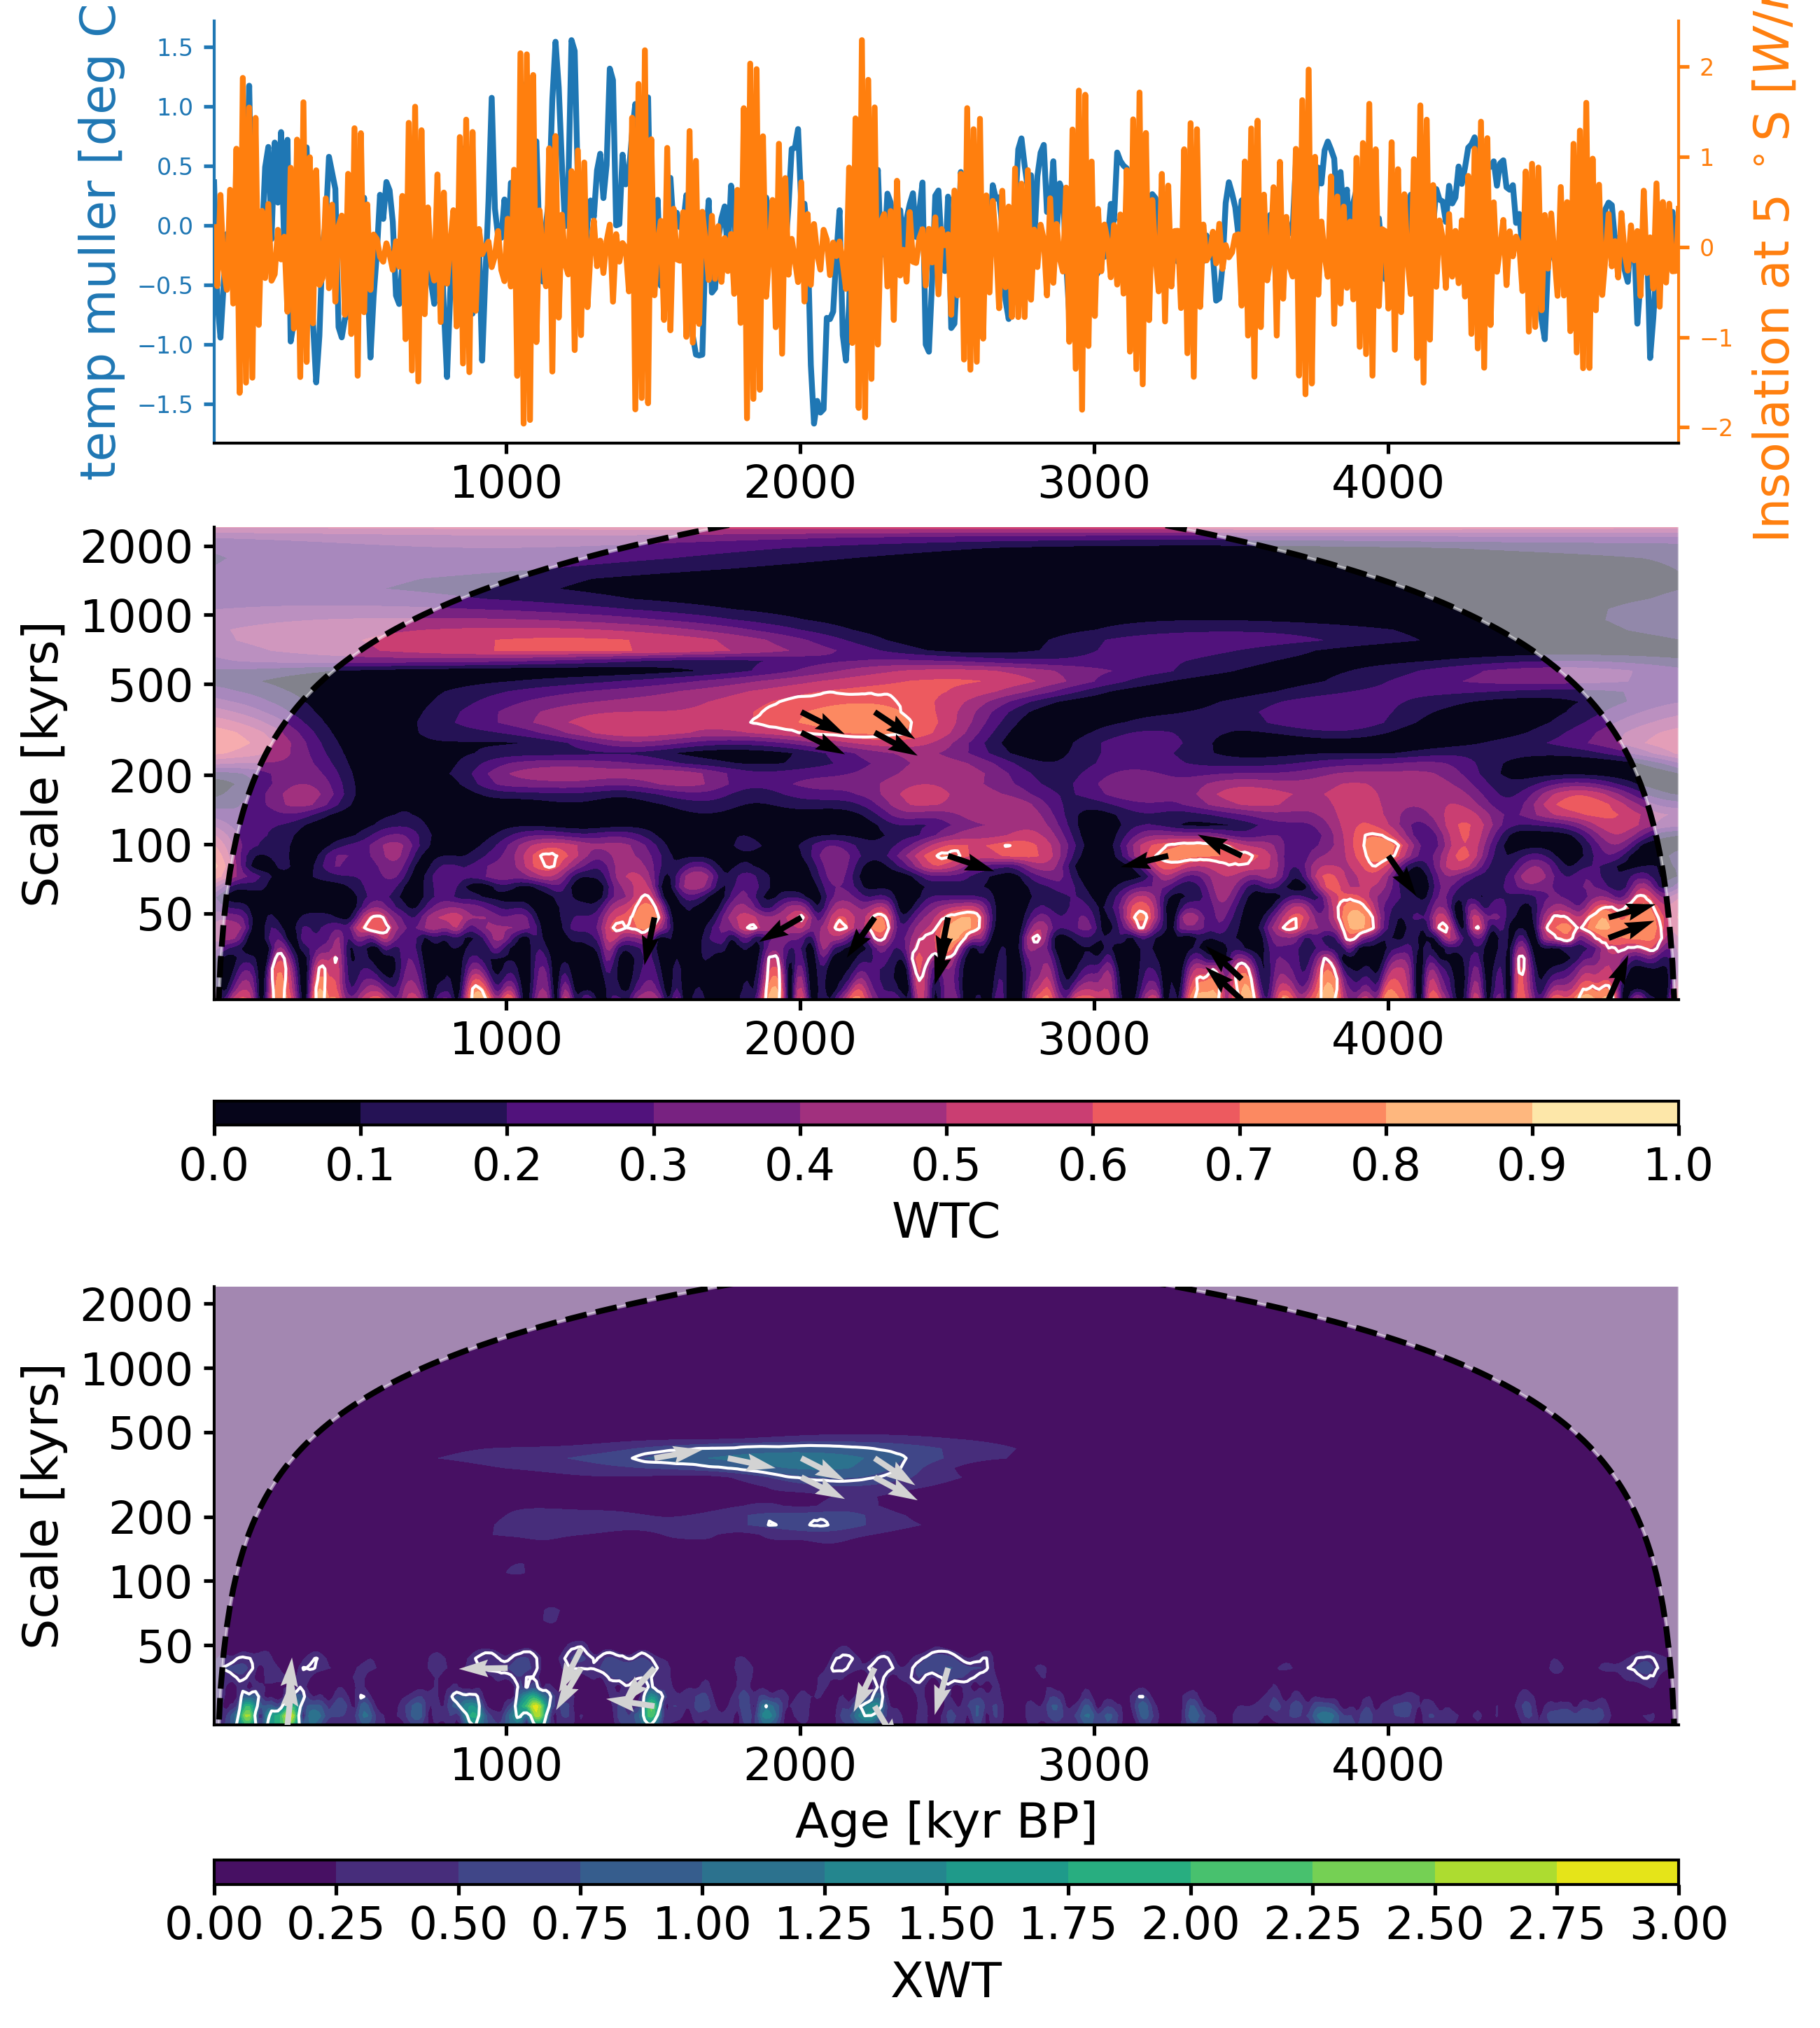 temp muller [deg C
1.5
1.0
0.5
0.0
−0.5
−1.0
−1.5
2
1
0
−1
−2
Insolation at 5 ° S [W/
1000 2000 3000 4000
Scale [kyrs]
2000
1000
500
200
100
50
1000 2000 3000 4000
0.0 0.1 0.2 0.3 0.4 0.5 0.6 0.7 0.8 0.9 1.0
WTC
Scale [kyrs]
2000
1000
500
200
100
50
1000 2000 3000 4000
Age [kyr BP]
0.00 0.25 0.50 0.75 1.00 1.25 1.50 1.75 2.00 2.25 2.50 2.75 3.00
XWT